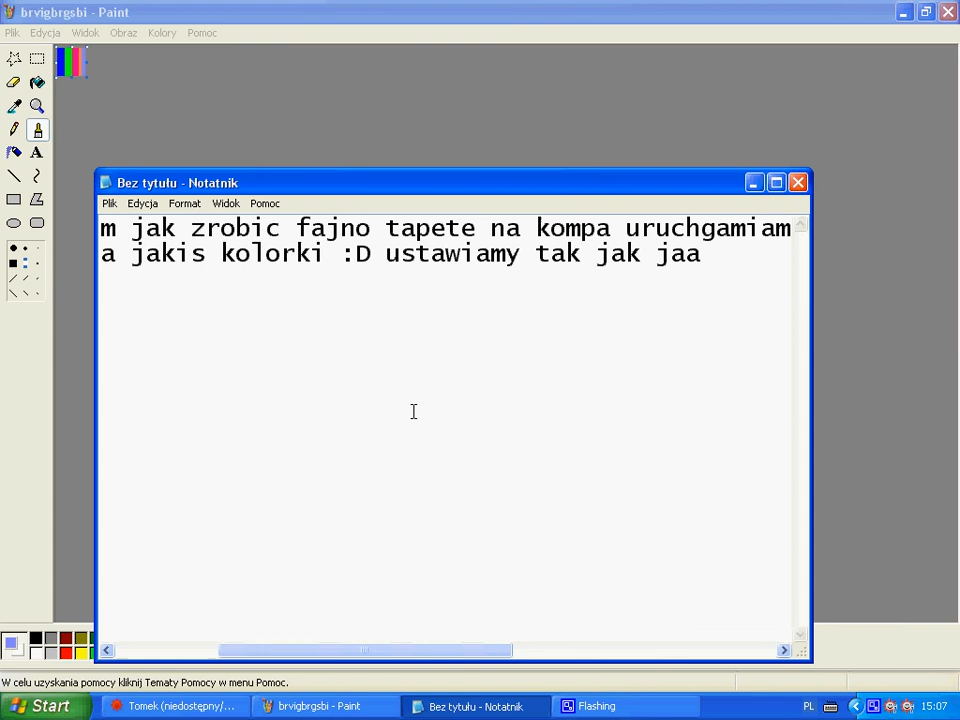 brvigbrgsbi - Paint
Plik Edycja Widok Obraz Kolory Pomoc
A
Bez tytułu - Notatnik
Plik Edycja Format Widok Pomoc
m jak zrobic fajno tapete na kompa uruchgamiam
a jakis kolorki :D ustawiamy tak jak jaa
W celu uzyskania pomocy kliknij Tematy Pomocy w menu Pomoc.
Start
Tomek (niedostępny/...
brvigbrgsbi - Paint
Bez tytułu - Notatnik
Flashing
PL
15:07